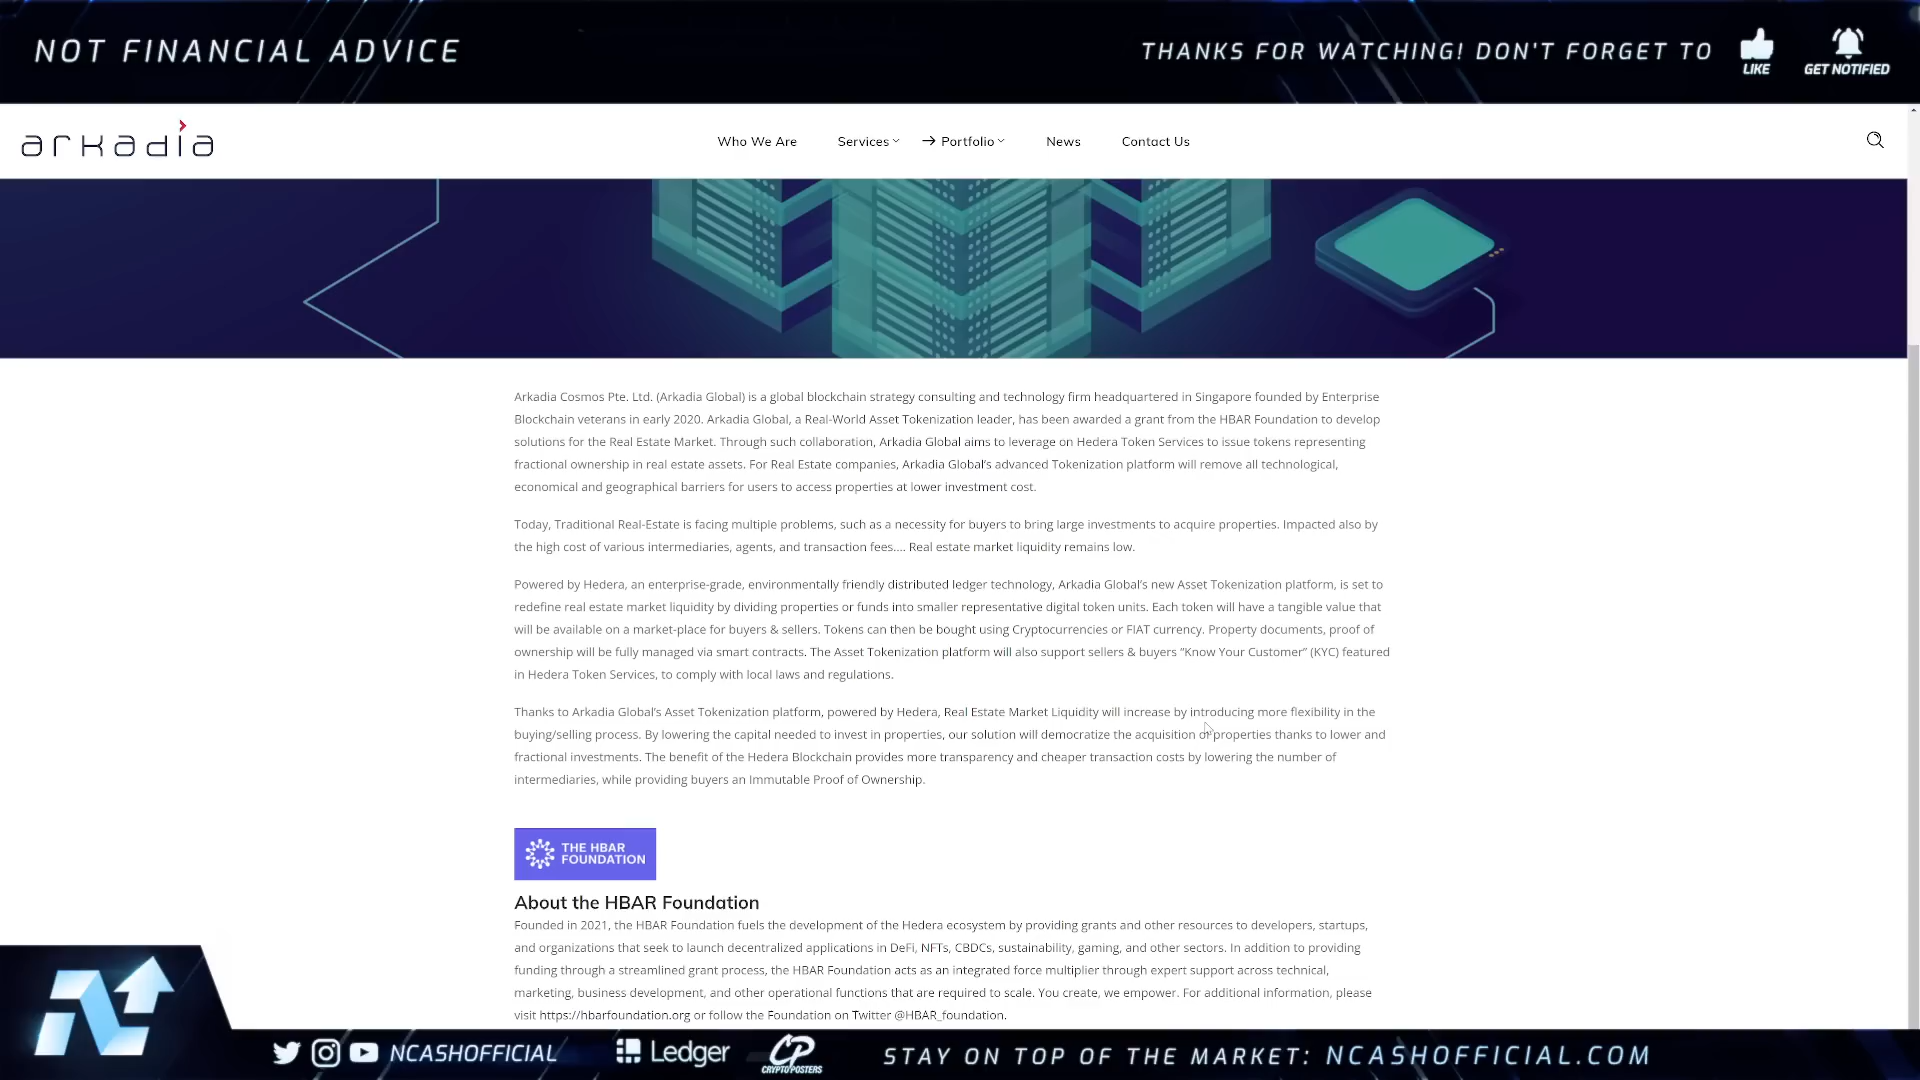 NOT FINANCIAL ADVICE
THANKS FOR WATCHING! DON'T FORGET TO
LIKE
GET NOTIFIED
arkadia
Who We Are
Services
Portfolio
News
Contact Us
Arkadia Cosmos Pte. Ltd. (Arkadia Global) is a global blockchain strategy consulting and technology firm headquartered in Singapore founded by Enterprise
Blockchain veterans in early 2020. Arkadia Global, a Real-World Asset Tokenization leader, has been awarded a grant from the HBAR Foundation to develop
solutions for the Real Estate Market. Through such collaboration, Arkadia Global aims to leverage on Hedera Token Services to issue tokens representing
fractional ownership in real estate assets. For Real Estate companies, Arkadia Global's advanced Tokenization platform will remove all technological,
economical and geographical barriers for users to access properties at lower investment cost.
Today, Traditional Real-Estate is facing multiple problems, such as a necessity for buyers to bring large investments to acquire properties. Impacted also by
the high cost of various intermediaries, agents, and transaction fees.... Real estate market liquidity remains low.
Powered by Hedera, an enterprise-grade, environmentally friendly distributed ledger technology, Arkadia Global's new Asset Tokenization platform, is set to
redefine real estate market liquidity by dividing properties or funds into smaller representative digital token units. Each token will have a tangible value that
will be available on a market-place for buyers & sellers. Tokens can then be bought using Cryptocurrencies or FIAT currency. Property documents, proof of
ownership will be fully managed via smart contracts. The Asset Tokenization platform will also support sellers & buyers "Know Your Customer" (KYC) featured
in Hedera Token Services, to comply with local laws and regulations.
Thanks to Arkadia Global's Asset Tokenization platform, powered by Hedera, Real Estate Market Liquidity will increase by introducing more flexibility in the
buying/selling process. By lowering the capital needed to invest in properties, our solution will democratize the acquisition of properties thanks to lower and
fractional investments. The benefit of the Hedera Blockchain provides more transparency and cheaper transaction costs by lowering the number of
intermediaries, while providing buyers an Immutable Proof of Ownership.
THE HBAR
FOUNDATION
About the HBAR Foundation
Founded in 2021, the HBAR Foundation fuels the development of the Hedera ecosystem by providing grants and other resources to developers, startups,
and organizations that seek to launch decentralized applications in DeFi, NFTs, CBDCs, sustainability, gaming, and other sectors. In addition to providing
funding through a streamlined grant process, the HBAR Foundation acts as an integrated force multiplier through expert support across technical,
marketing, business development, and other operational functions that are required to scale. You create, we empower. For additional information, please
visit https://hbarfoundation.org or follow the Foundation on Twitter @HBAR_foundation.
NCASHOFFICIAL
Ledger
CP
CRYPTO POSTERS
STAY ON TOP OF THE MARKET: NCASHOFFICIAL.COM